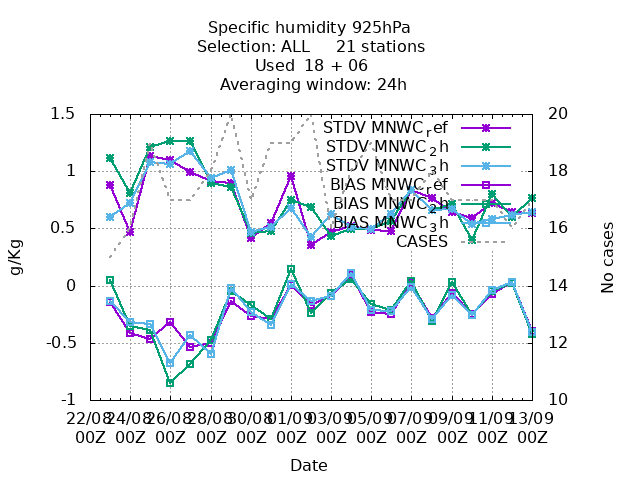 Specific humidity 925hPa
Selection: ALL 21 stations
Used 18 + 06
Averaging window: 24h
STDV MNWC_ref
STDV MNWC_2h
STDV MNWC_3h
BIAS MNWC_ref
BIAS MNWC_2h
BIAS MNWC_3h
CASES
1.5
1
0.5
0
-0.5
-1
g/Kg
20
18
16
14
12
10
No cases
22/08 24/08 26/08 28/08 30/08 01/09 03/09 05/09 07/09 09/09 11/09 13/09
00Z 00Z 00Z 00Z 00Z 00Z 00Z 00Z 00Z 00Z 00Z 00Z
Date